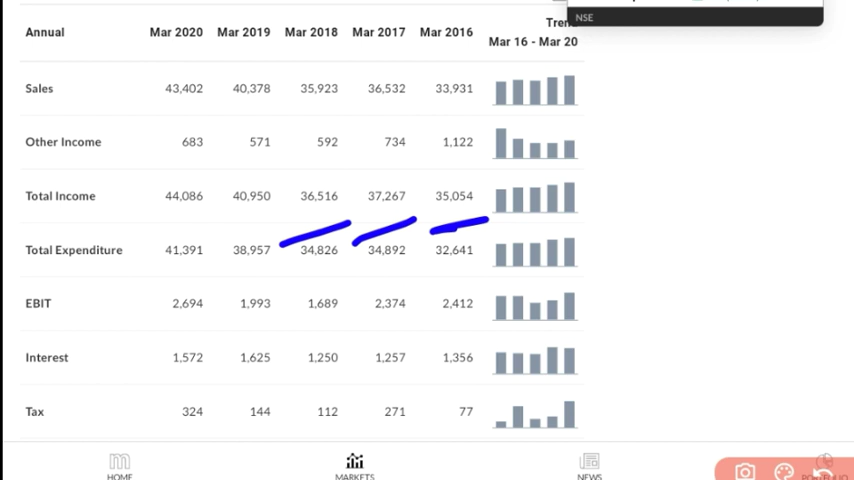 NSE
Annual Mar 2020 Mar 2019 Mar 2018 Mar 2017 Mar 2016 Trend
Mar 16 - Mar 20
Sales 43,402 40,378 35,923 36,532 33,931
Other Income 683 571 592 734 1,122
Total Income 44,086 40,950 36,516 37,267 35,054
Total Expenditure 41,391 38,957 34,826 34,892 32,641
EBIT 2,694 1,993 1,689 2,374 2,412
Interest 1,572 1,625 1,250 1,257 1,356
Tax 324 144 112 271 77
HOME MARKETS NEWS PORTFOLIO